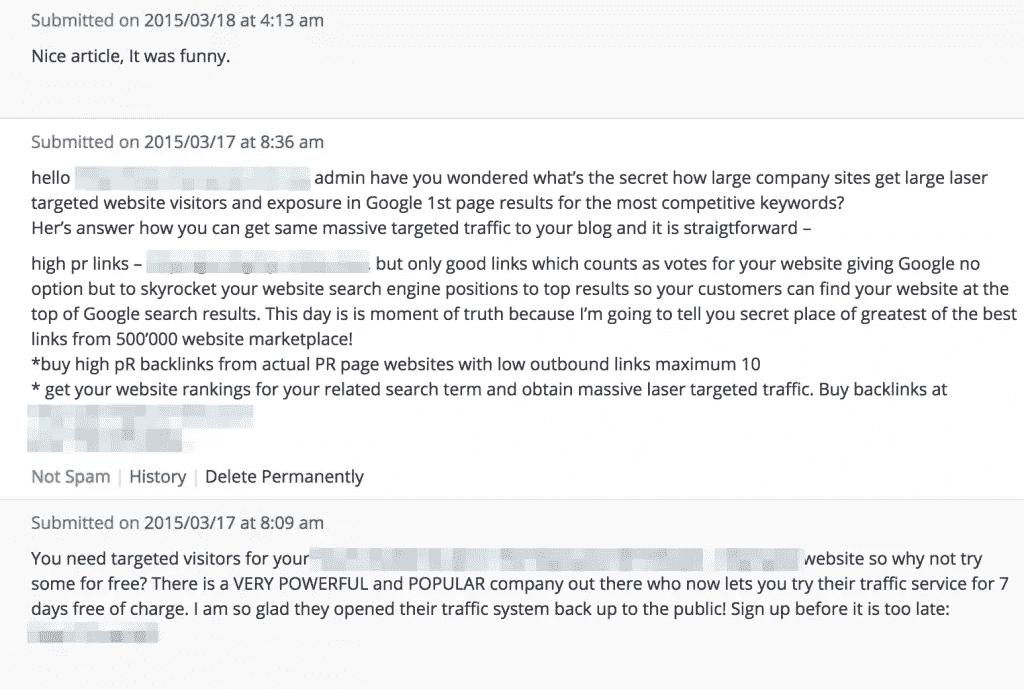 Submitted on 2015/03/18 at 4:13 am
Nice article, It was funny.
Submitted on 2015/03/17 at 8:36 am
hello admin have you wondered what's the secret how large company sites get large laser
targeted website visitors and exposure in Google 1st page results for the most competitive keywords?
Her's answer how you can get same massive targeted traffic to your blog and it is straigtforward –
high pr links – but only good links which counts as votes for your website giving Google no
option but to skyrocket your website search engine positions to top results so your customers can find your website at the
top of Google search results. This day is is moment of truth because I'm going to tell you secret place of greatest of the best
links from 500'000 website marketplace!
*buy high pR backlinks from actual PR page websites with low outbound links maximum 10
* get your website rankings for your related search term and obtain massive laser targeted traffic. Buy backlinks at
Not Spam | History | Delete Permanently
Submitted on 2015/03/17 at 8:09 am
You need targeted visitors for your website so why not try
some for free? There is a VERY POWERFUL and POPULAR company out there who now lets you try their traffic service for 7
days free of charge. I am so glad they opened their traffic system back up to the public! Sign up before it is too late: